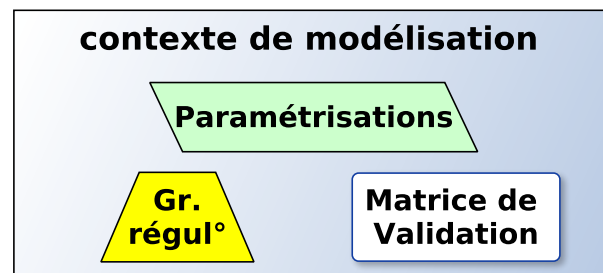 contexte de modélisation
Paramétrisations
Gr.
régul°
Matrice de
Validation